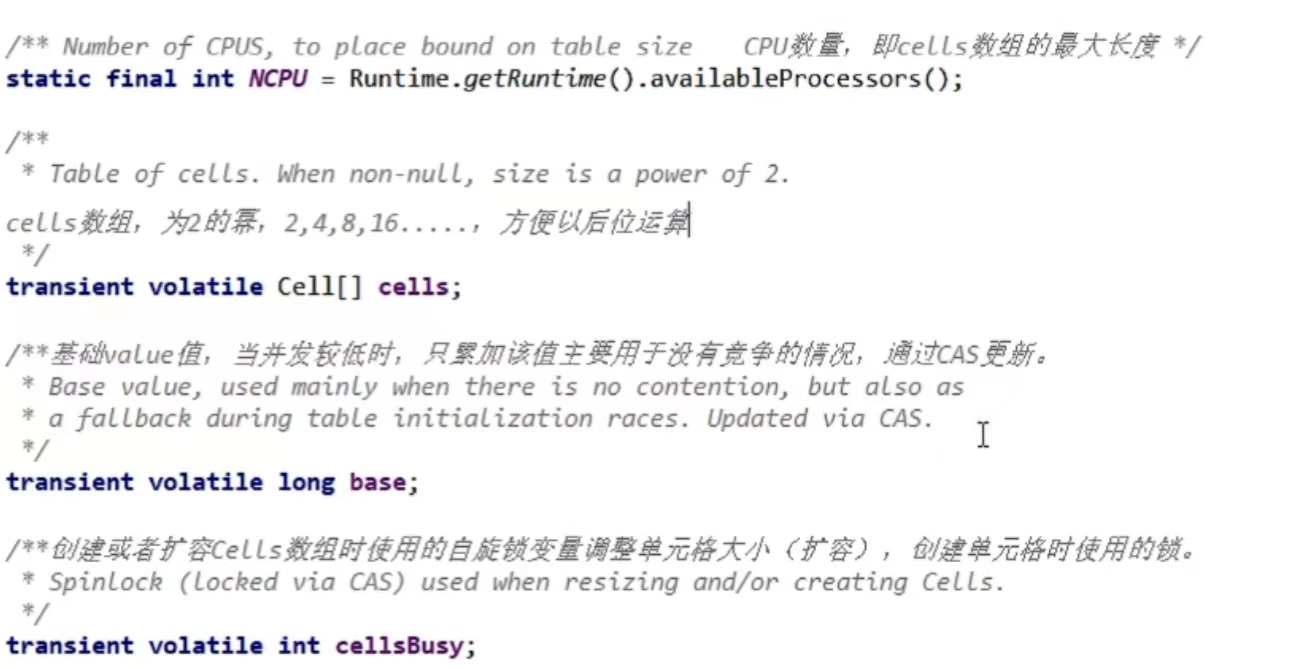 /** Number of CPUS, to place bound on table size    CPU数量，即cells数组的最大长度 */
static final int NCPU = Runtime.getRuntime().availableProcessors();
/**
 * Table of cells. When non-null, size is a power of 2.
cells数组，为2的幂，2,4,8,16.....，方便以后位运算
 */
transient volatile Cell[] cells;
/**基础value值，当并发较低时，只累加该值主要用于没有竞争的情况，通过CAS更新。
 * Base value, used mainly when there is no contention, but also as
 * a fallback during table initialization races. Updated via CAS.
 */
transient volatile long base;
/**创建或者扩容Cells数组时使用的自旋锁变量调整单元格大小（扩容），创建单元格时使用的锁。
 * Spinlock (locked via CAS) used when resizing and/or creating Cells.
 */
transient volatile int cellsBusy;